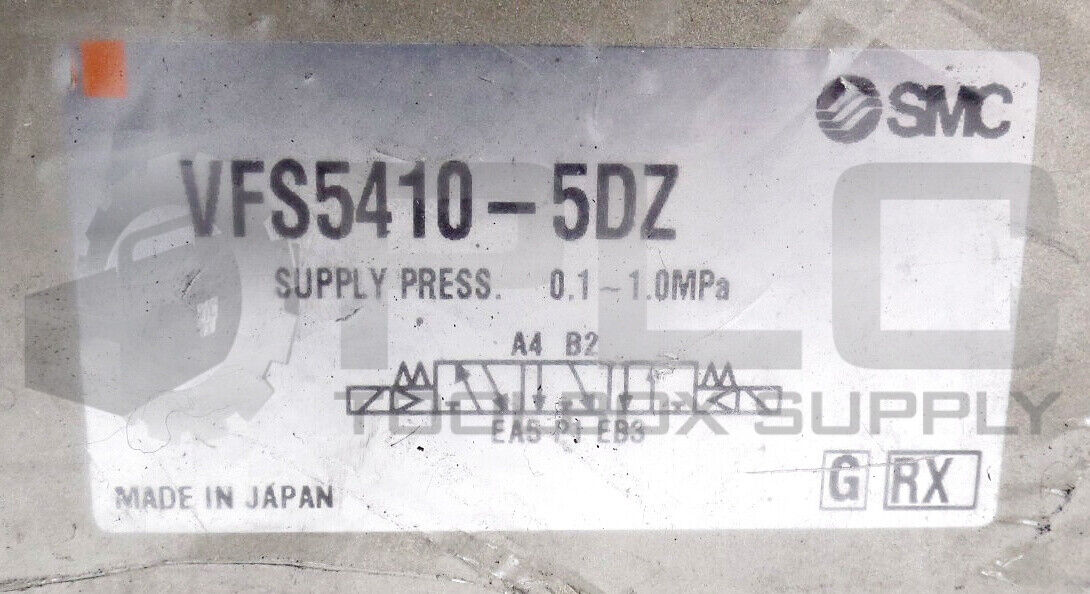 SMC
VFS5410-5DZ
SUPPLY PRESS. 0.1~1.0MPa
A4 B2
EA5 P1 EB3
MADE IN JAPAN
G RX
PLC
TOOLBOX SUPPLY